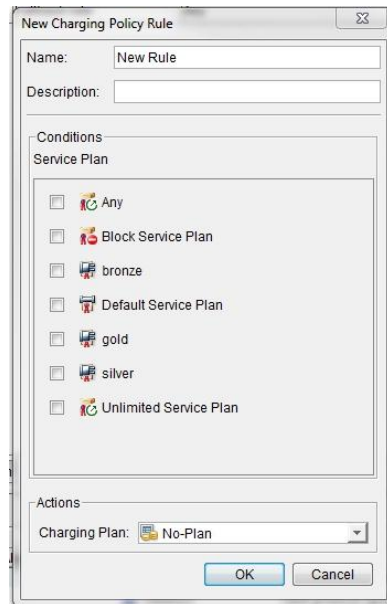 New Charging Policy Rule
Name: New Rule
Description:
Conditions
Service Plan
Any
Block Service Plan
bronze
Default Service Plan
gold
silver
Unlimited Service Plan
Actions
Charging Plan: No-Plan
OK Cancel